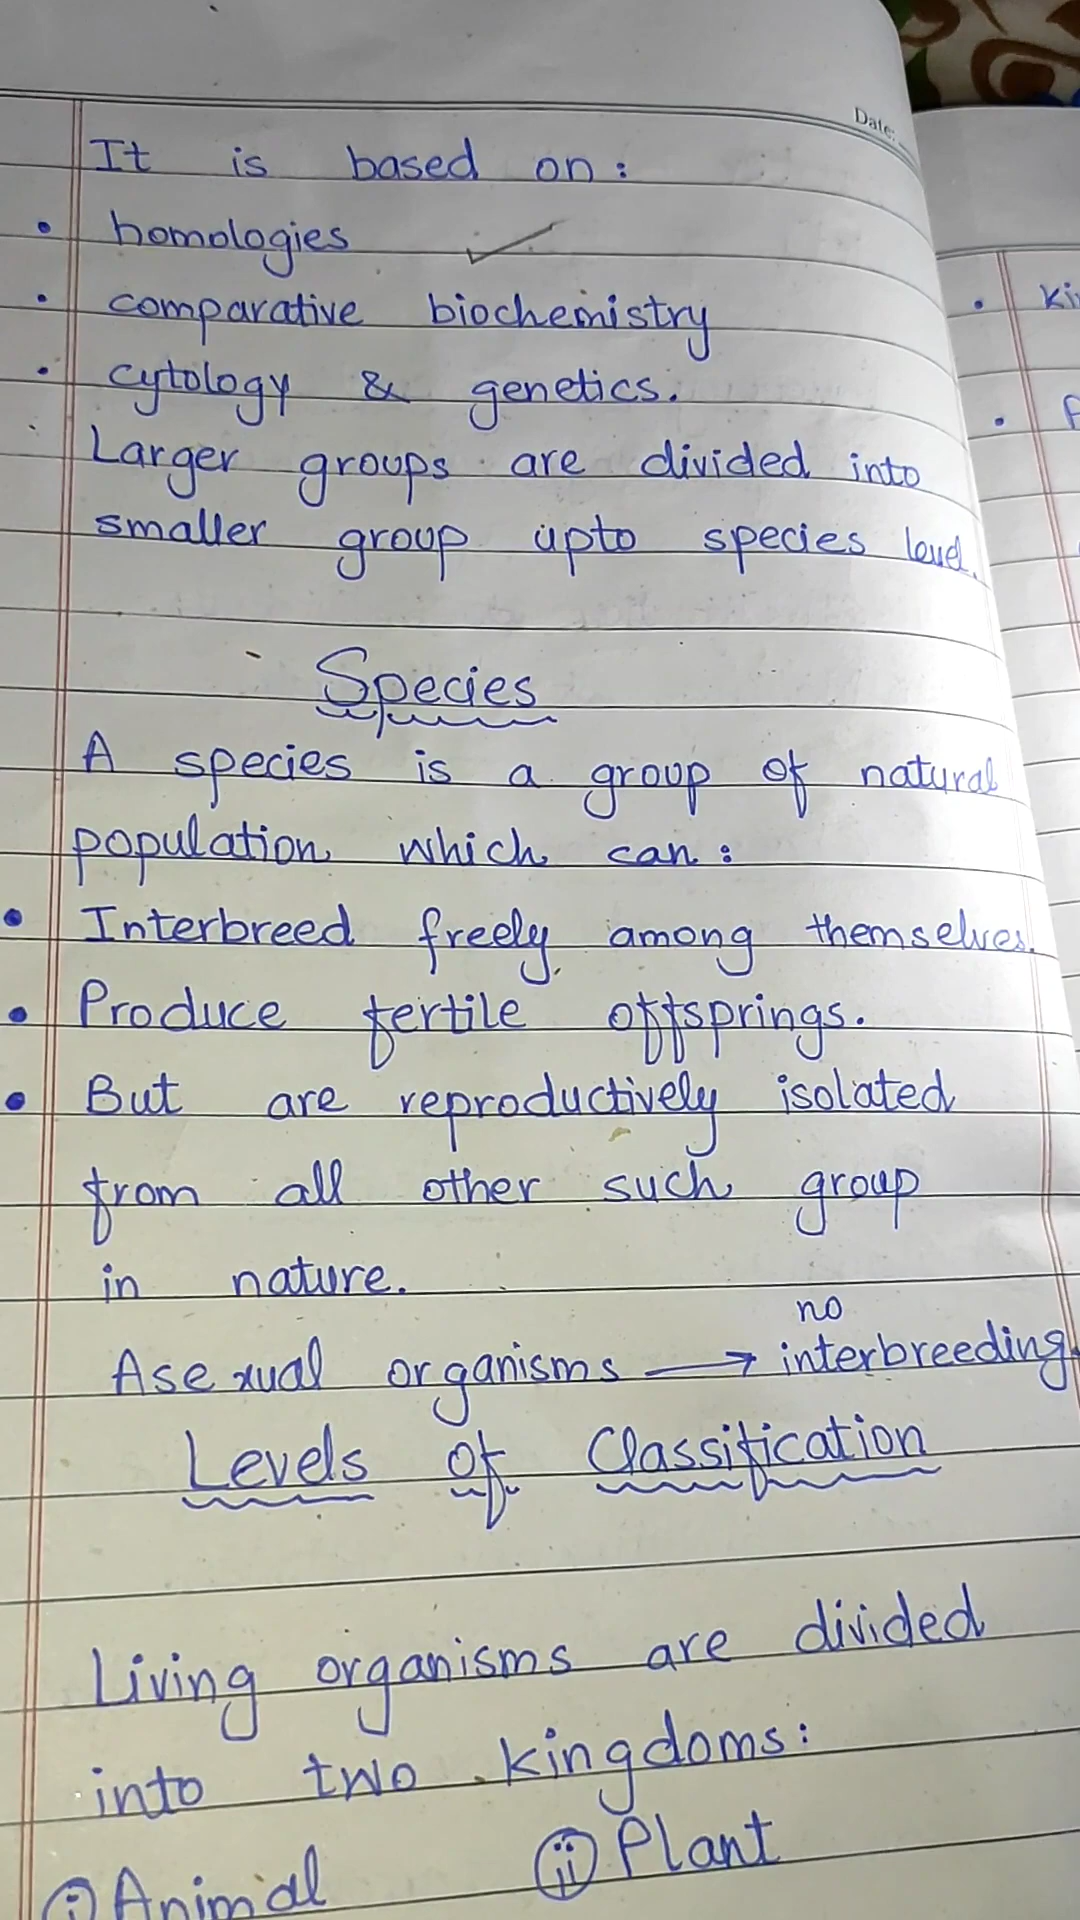 Date:
It is based on:
• homologies
• comparative biochemistry
• cytology & genetics.
Larger groups are divided into
smaller group upto species level.
Species
A species is a group of natural
population which can:
• Interbreed freely among themselves.
• Produce fertile offsprings.
• But are reproductively isolated
from all other such group
in nature.
no
Asexual organisms → interbreeding.
Levels of Classification
Living organisms are divided
into two kingdoms:
(i) Animal (ii) Plant